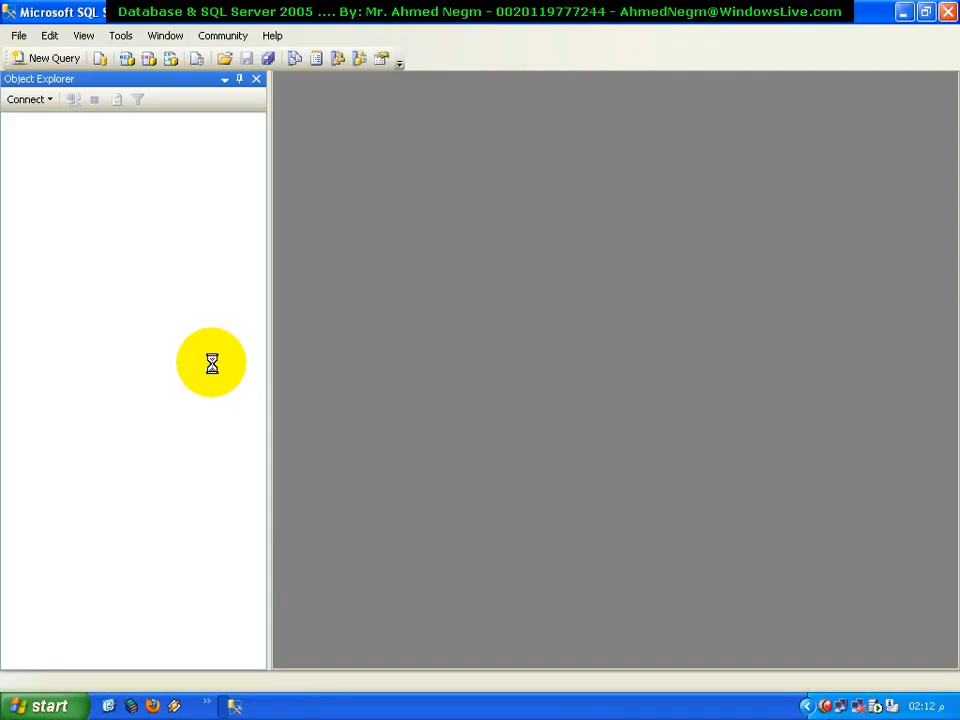 Microsoft SQL S
Database & SQL Server 2005 .... By: Mr. Ahmed Negm - 0020119777244 - AhmedNegm@WindowsLive.com
File Edit View Tools Window Community Help
New Query
Object Explorer
Connect
start
02:12 م